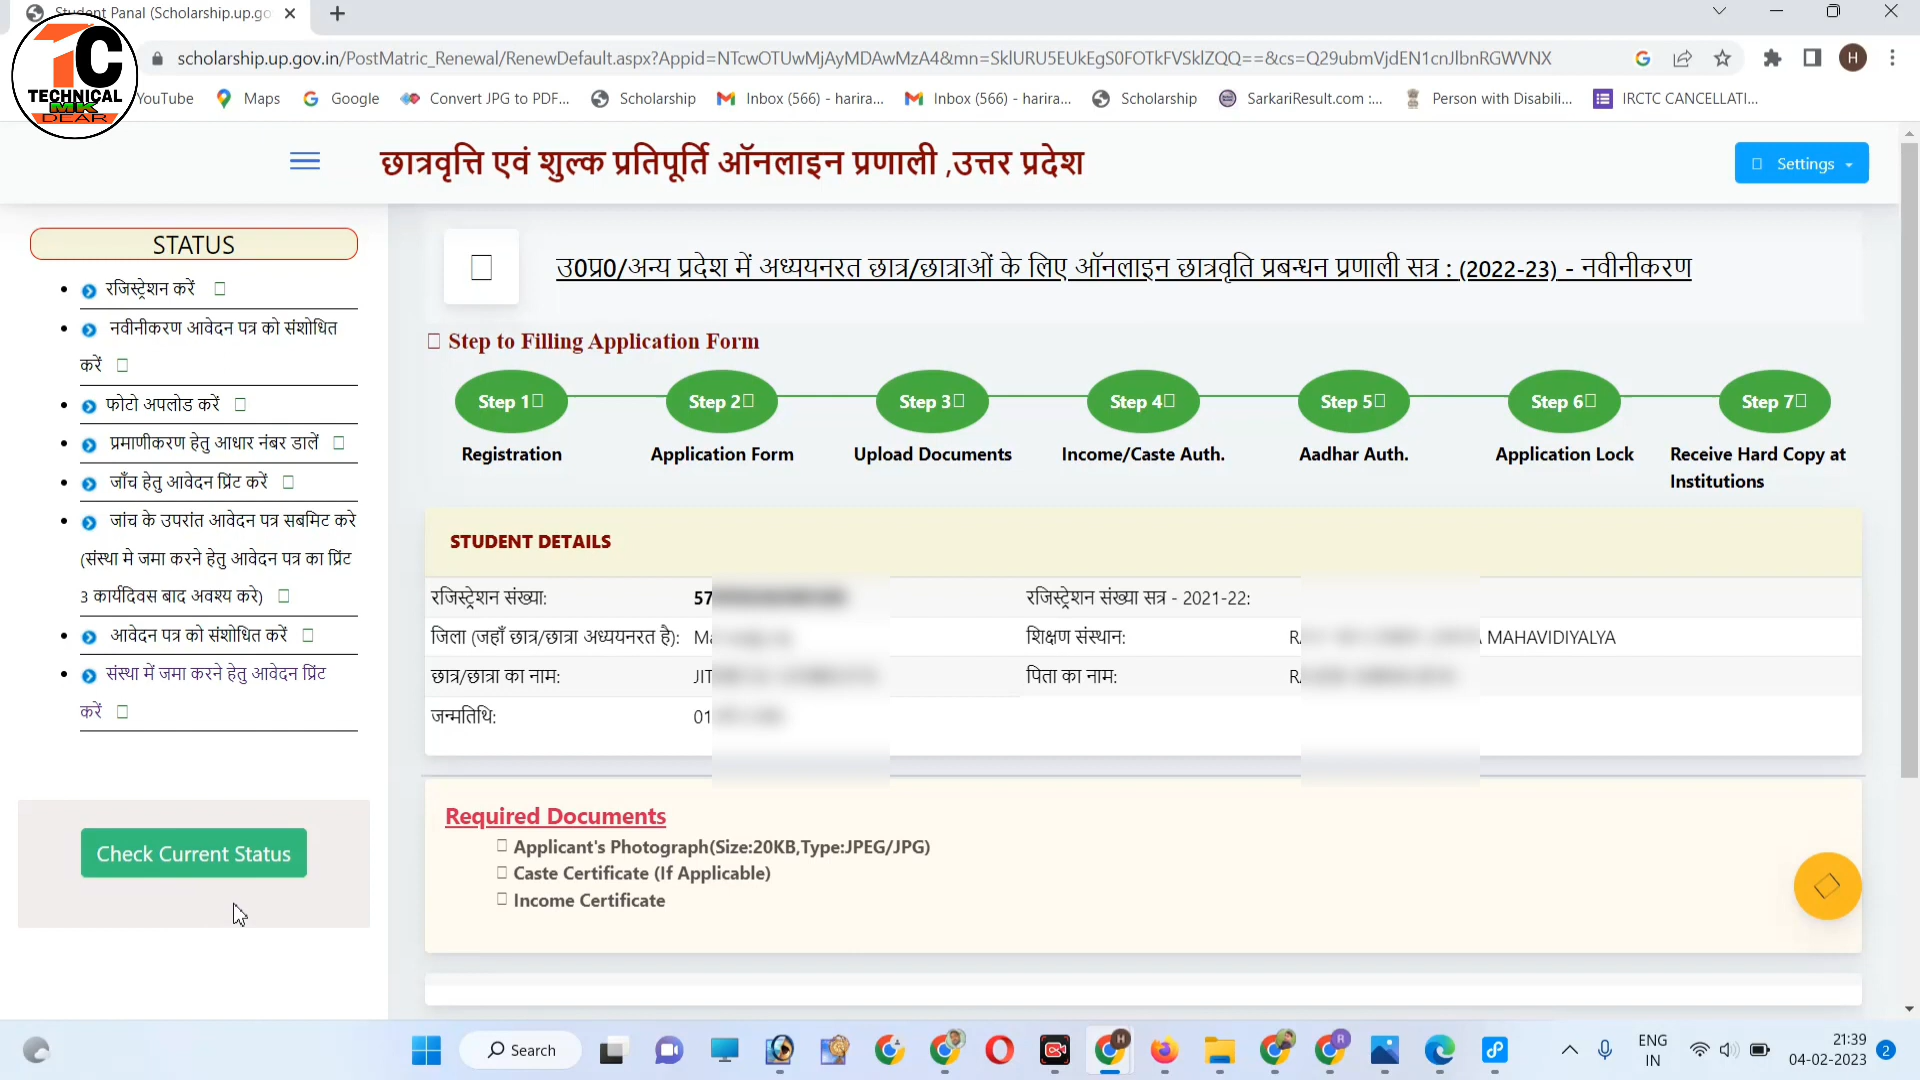 Student Panal (Scholarship.up.go
TC
TECHNICAL
MK
DEAR
scholarship.up.gov.in/PostMatric_Renewal/RenewDefault.aspx?Appid=NTcwOTUwMjAyMDAwMzA4&mn=SklURU5EUkEgS0FOTkFVSklZQQ==&cs=Q29ubmVjdEN1cnJlbnRGWVNX
YouTube Maps Google Convert JPG to PDF... Scholarship Inbox (566) - harira... Inbox (566) - harira... Scholarship SarkariResult.com :... Person with Disabili... IRCTC CANCELLATI...
छात्रवृत्ति एवं शुल्क प्रतिपूर्ति ऑनलाइन प्रणाली ,उत्तर प्रदेश
Settings
STATUS
रजिस्ट्रेशन करें
नवीनीकरण आवेदन पत्र को संशोधित
करें
फोटो अपलोड करें
प्रमाणीकरण हेतु आधार नंबर डालें
जाँच हेतु आवेदन प्रिंट करें
जांच के उपरांत आवेदन पत्र सबमिट करे
(संस्था मे जमा करने हेतु आवेदन पत्र का प्रिंट
3 कार्यदिवस बाद अवश्य करे)
आवेदन पत्र को संशोधित करें
संस्था में जमा करने हेतु आवेदन प्रिंट
करें
Check Current Status
उ0प्र0/अन्य प्रदेश में अध्ययनरत छात्र/छात्राओं के लिए ऑनलाइन छात्रवृति प्रबन्धन प्रणाली सत्र : (2022-23) - नवीनीकरण
Step to Filling Application Form
Step 1 Step 2 Step 3 Step 4 Step 5 Step 6 Step 7
Registration Application Form Upload Documents Income/Caste Auth. Aadhar Auth. Application Lock Receive Hard Copy at
Institutions
STUDENT DETAILS
रजिस्ट्रेशन संख्या: 57 रजिस्ट्रेशन संख्या सत्र - 2021-22:
जिला (जहाँ छात्र/छात्रा अध्ययनरत है): शिक्षण संस्थान: MAHAVIDIYALYA
छात्र/छात्रा का नाम: JIT पिता का नाम:
जन्मतिथि: 01
Required Documents
Applicant's Photograph(Size:20KB,Type:JPEG/JPG)
Caste Certificate (If Applicable)
Income Certificate
Search
ENG
IN
21:39
04-02-2023
2